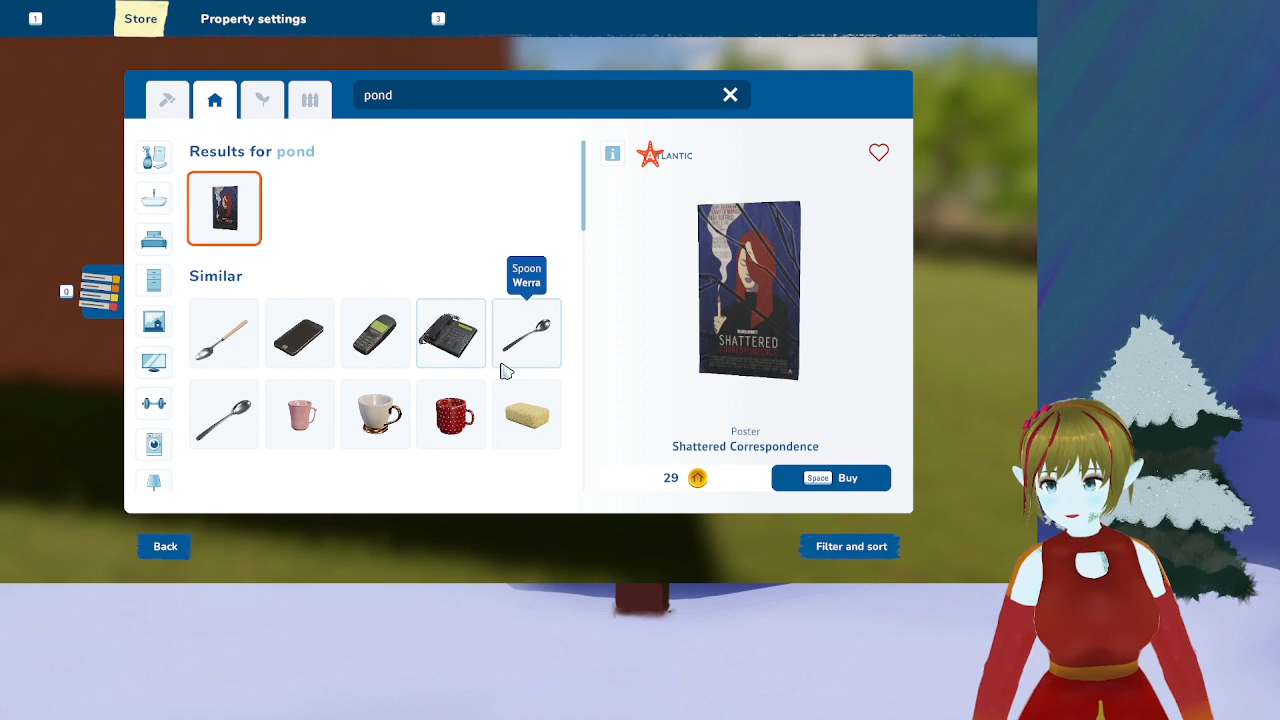 1
Store
Property settings
3
pond
Results for pond
ATLANTIC
Similar
Spoon
Werra
Q
SHATTERED
CORRESPONDENCE
Poster
Shattered Correspondence
29
Space
Buy
Back
Filter and sort